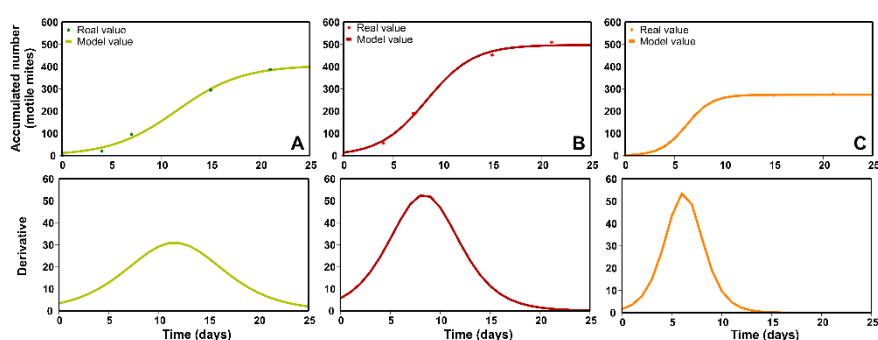 600
500
400
300
200
100
0
Accumulated number
(motile mites)
Real value
Model value
A
0 5 10 15 20 25
600
500
400
300
200
100
0
Real value
Model value
B
0 5 10 15 20 25
600
500
400
300
200
100
0
Real value
Model value
C
0 5 10 15 20 25
60
50
40
30
20
10
0
Derivative
0 5 10 15 20 25
Time (days)
60
50
40
30
20
10
0
0 5 10 15 20 25
Time (days)
60
50
40
30
20
10
0
0 5 10 15 20 25
Time (days)